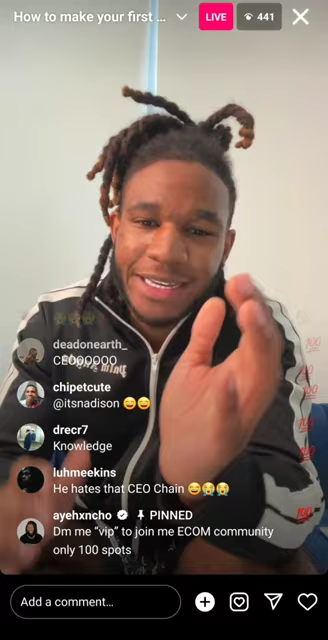 How to make your first ...
LIVE
441
deadonearth_
CEOOOOOO
chipetcute
@itsnadison 😅😅
drecr7
Knowledge
luhmeekins
He hates that CEO Chain 😅😭😭
ayehxncho PINNED
Dm me “vip” to join me ECOM community
only 100 spots
Add a comment…